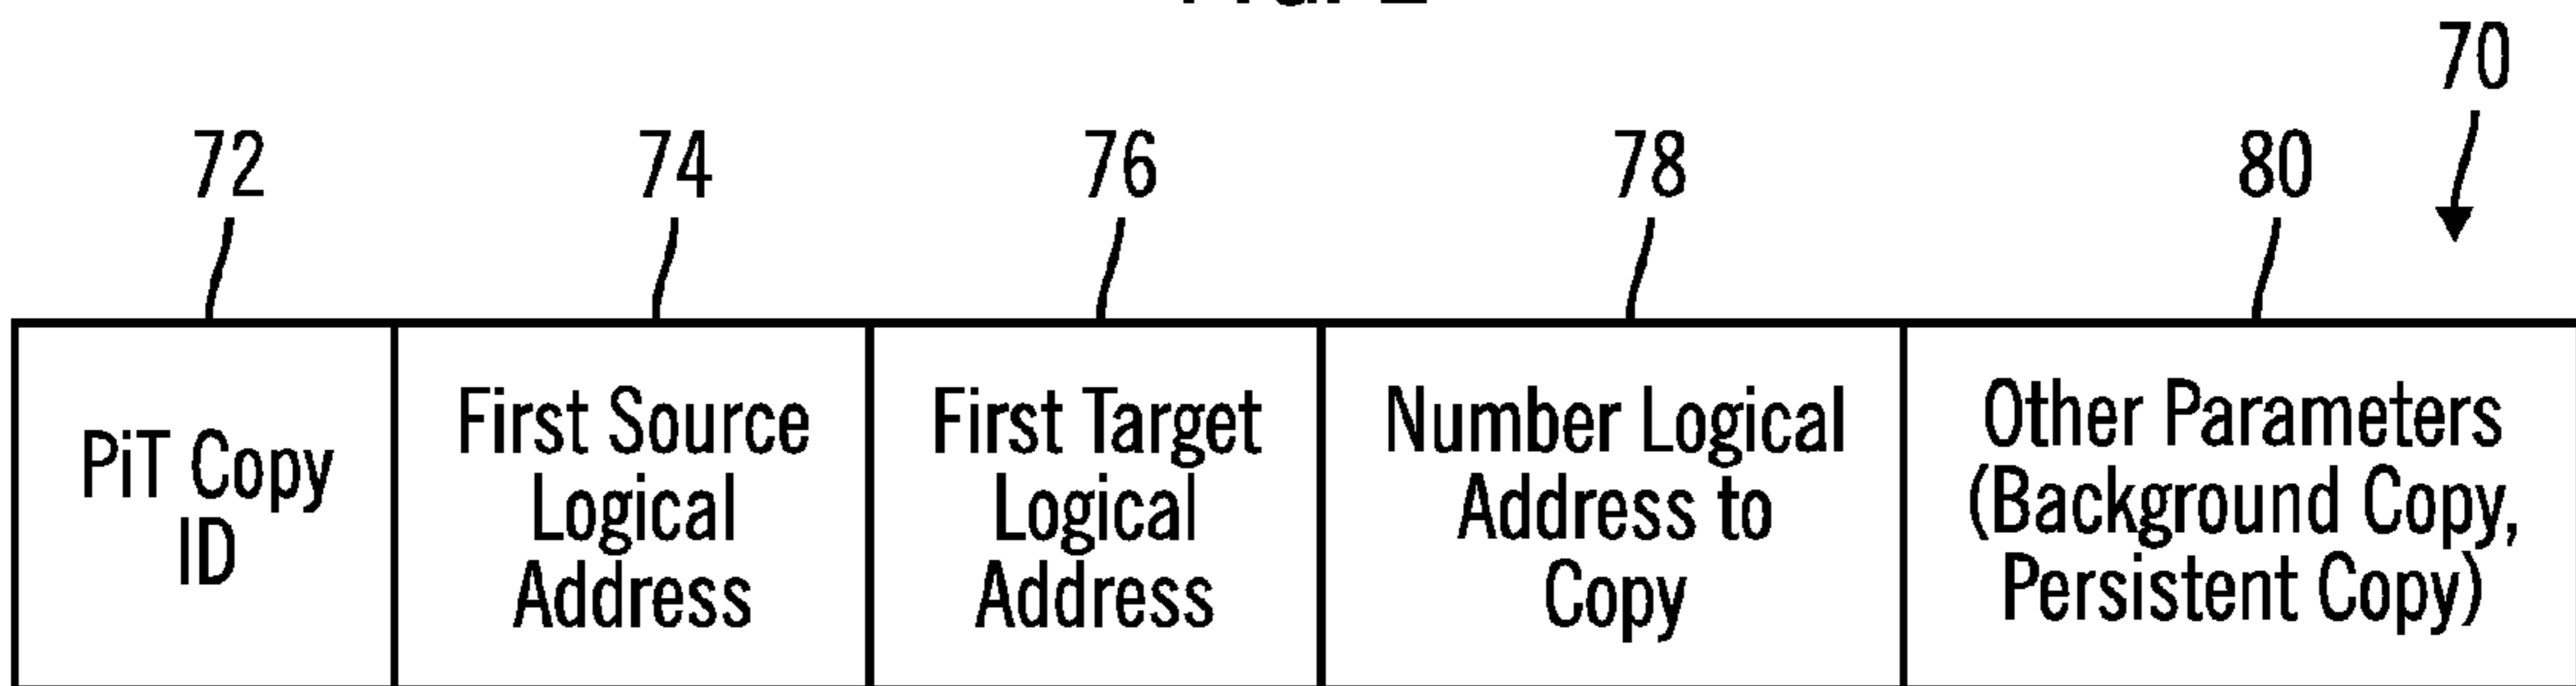 70
72
74
76
78
80
PiT Copy
ID
First Source
Logical
Address
First Target
Logical
Address
Number Logical
Address to
Copy
Other Parameters
(Background Copy,
Persistent Copy)